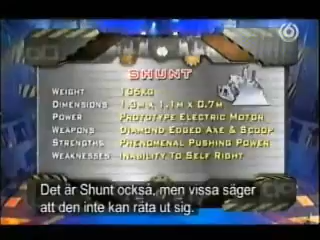 6
SHUNT
WEIGHT 105KG
DIMENSIONS 1.3M X 1.1M X 0.7M
POWER PROTOTYPE ELECTRIC MOTOR
WEAPONS DIAMOND EDGED AXE & SCOOP
STRENGTHS PHENOMENAL PUSHING POWER
WEAKNESSES INABILITY TO SELF RIGHT
Det är Shunt också, men vissa säger
att den inte kan räta ut sig.